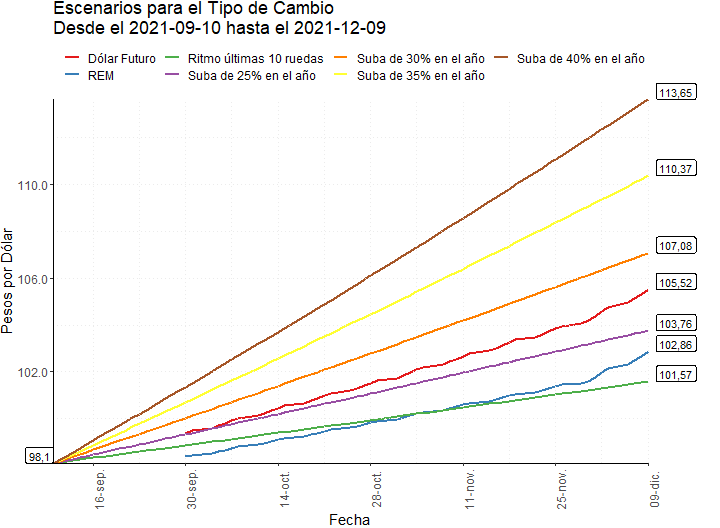 Escenarios para el Tipo de Cambio
Desde el 2021-09-10 hasta el 2021-12-09
Dólar Futuro
Ritmo últimas 10 ruedas
Suba de 30% en el año
Suba de 40% en el año
REM
Suba de 25% en el año
Suba de 35% en el año
113,65
110,37
107,08
105,52
103,76
102,86
101,57
98,1
110.0
106.0
102.0
Pesos por Dólar
16-sep.
30-sep.
14-oct.
28-oct.
11-nov.
25-nov.
09-dic.
Fecha